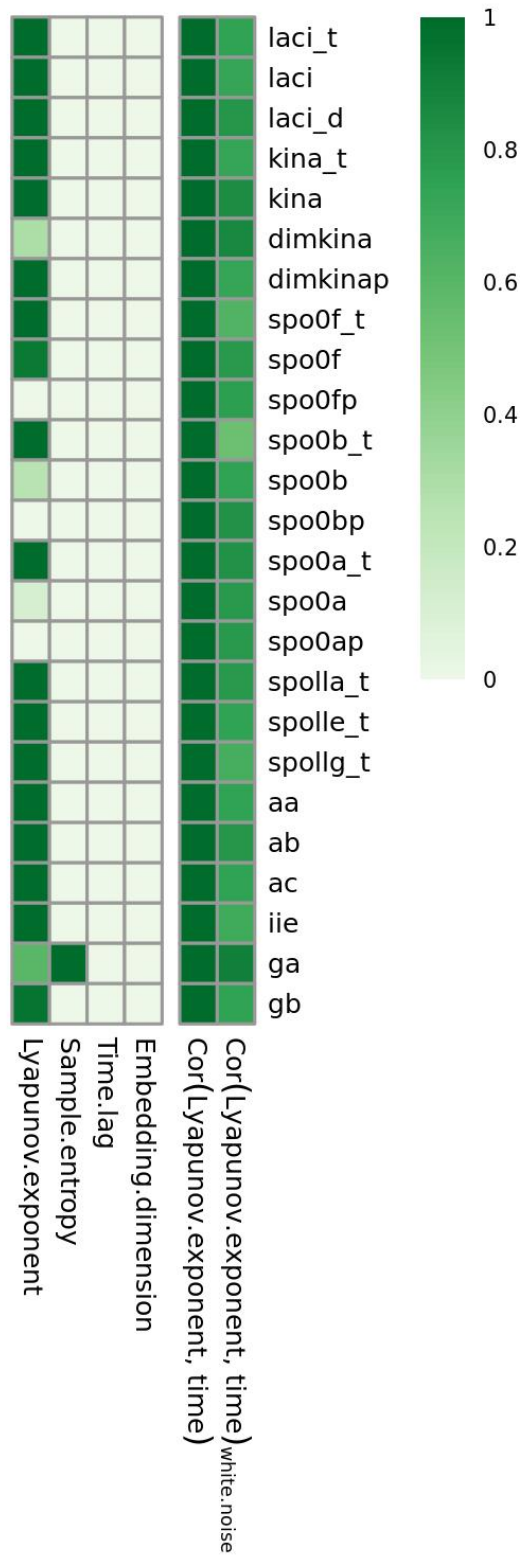 laci_t
laci
laci_d
kina_t
kina
dimkina
dimkinap
spo0f_t
spo0f
spo0fp
spo0b_t
spo0b
spo0bp
spo0a_t
spo0a
spo0ap
spolla_t
spolle_t
spollg_t
aa
ab
ac
iie
ga
gb
1
0.8
0.6
0.4
0.2
0
Lyapunov.exponent
Sample.entropy
Time.lag
Embedding.dimension
Cor(Lyapunov.exponent, time)
Cor(Lyapunov.exponent, time)white.noise